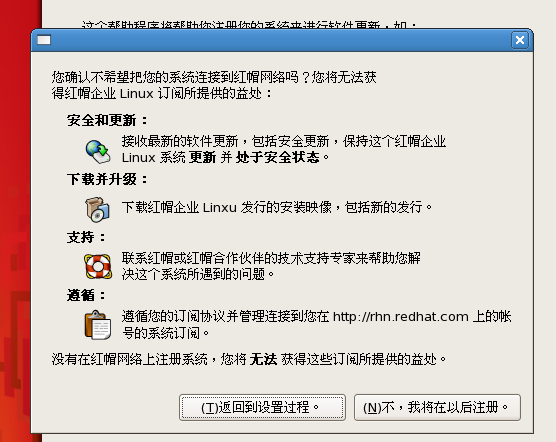 这个帮助程序将帮助您注册您的系统来进行软件更新，如：
您确认不希望把您的系统连接到红帽网络吗？您将无法获
得红帽企业 Linux 订阅所提供的益处：
安全和更新：
接收最新的软件更新，包括安全更新，保持这个红帽企业
Linux 系统 更新 并 处于安全状态。
下载并升级：
下载红帽企业 Linxu 发行的安装映像，包括新的发行。
支持：
联系红帽或红帽合作伙伴的技术支持专家来帮助您解
决这个系统所遇到的问题。
遵循：
遵循您的订阅协议并管理连接到您在 http://rhn.redhat.com 上的帐
号的系统订阅。
没有在红帽网络上注册系统，您将 无法 获得这些订阅所提供的益处。
(T)返回到设置过程。
(N)不，我将在以后注册。